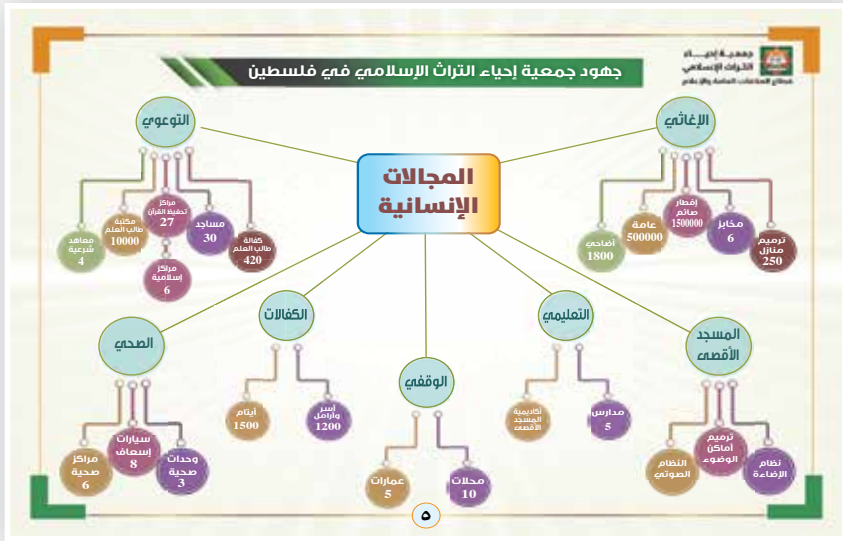 جمعية إحياء
التراث الإسلامي
قطاع العلاقات العامة والإعلام
جهود جمعية إحياء التراث الإسلامي في فلسطين
المجالات
الإنسانية
الإغاثي
ترميم
منازل
250
مخابز
6
إفطار
صائم
1500000
عامة
500000
أضاحي
1800
التوعوي
كفالة
طالب العلم
420
مساجد
30
مراكز
تحفيظ القرآن
27
مراكز
إسلامية
6
مكتبة
طالب العلم
10000
معاهد
شرعية
4
المسجد
الأقصى
نظام
الإضاءة
ترميم
أماكن
الوضوء
النظام
الصوتي
التعليمي
مدارس
5
أكاديمية
المسجد
الأقصى
الوقفي
محلات
10
عمارات
5
الكفالات
أسر
وأرامل
1200
أيتام
1500
الصحي
وحدات
صحية
3
سيارات
إسعاف
8
مراكز
صحية
6
٥